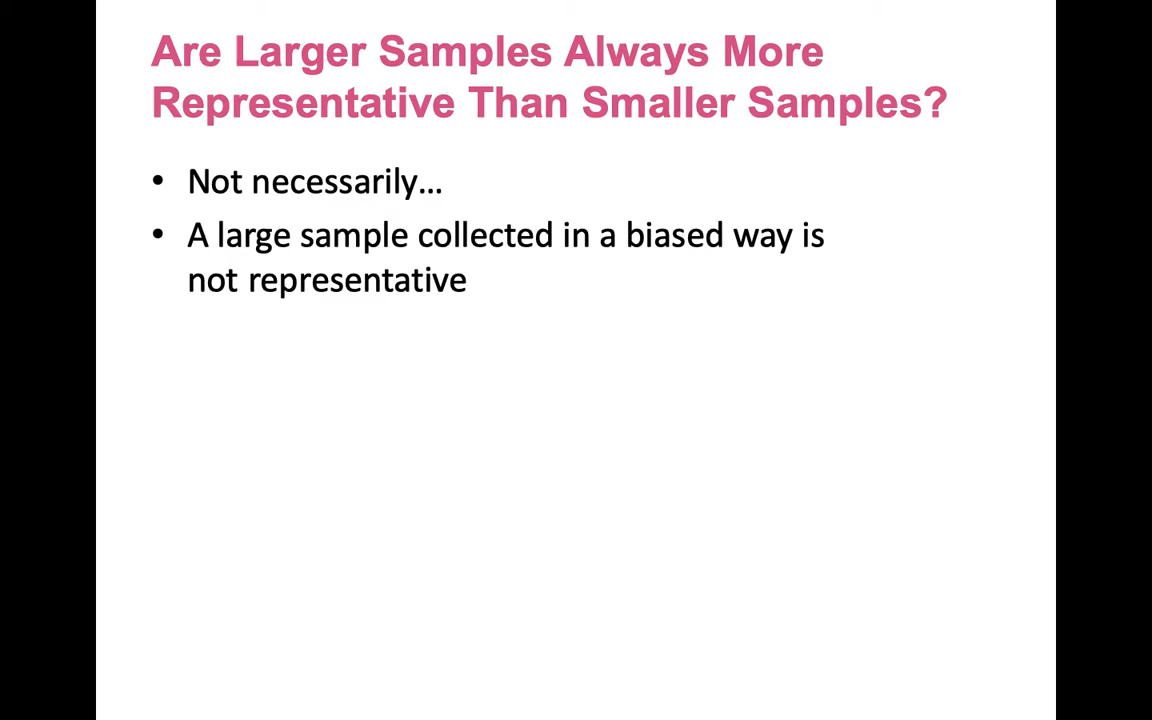 Are Larger Samples Always More
Representative Than Smaller Samples?
• Not necessarily…
• A large sample collected in a biased way is
not representative